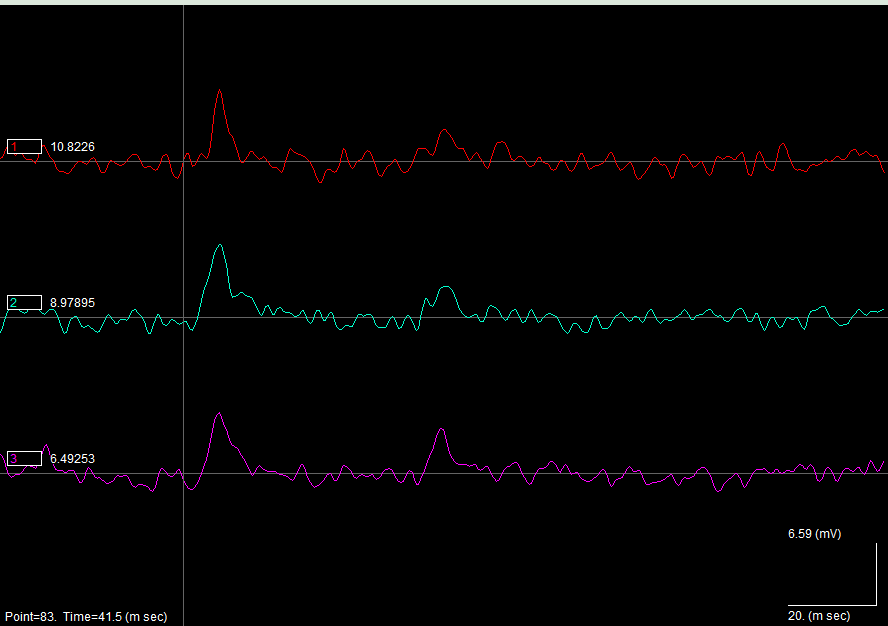 1 10.8226
2 8.97895
3 6.49253
6.59 (mV)
20. (m sec)
Point=83. Time=41.5 (m sec)